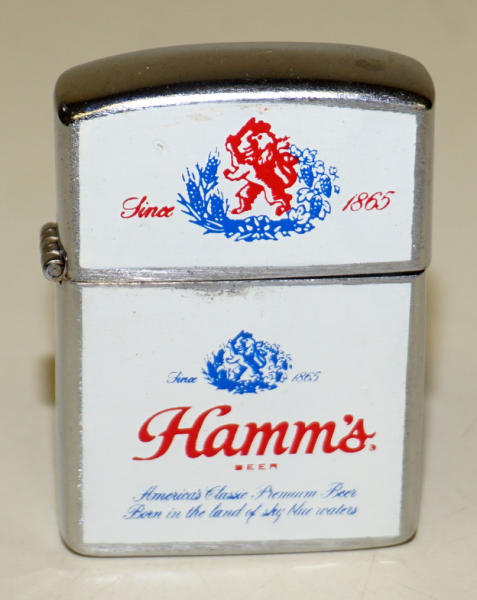 Since 1865
Since 1865
Hamm's®
BEER
America's Classic Premium Beer
Born in the land of sky blue waters